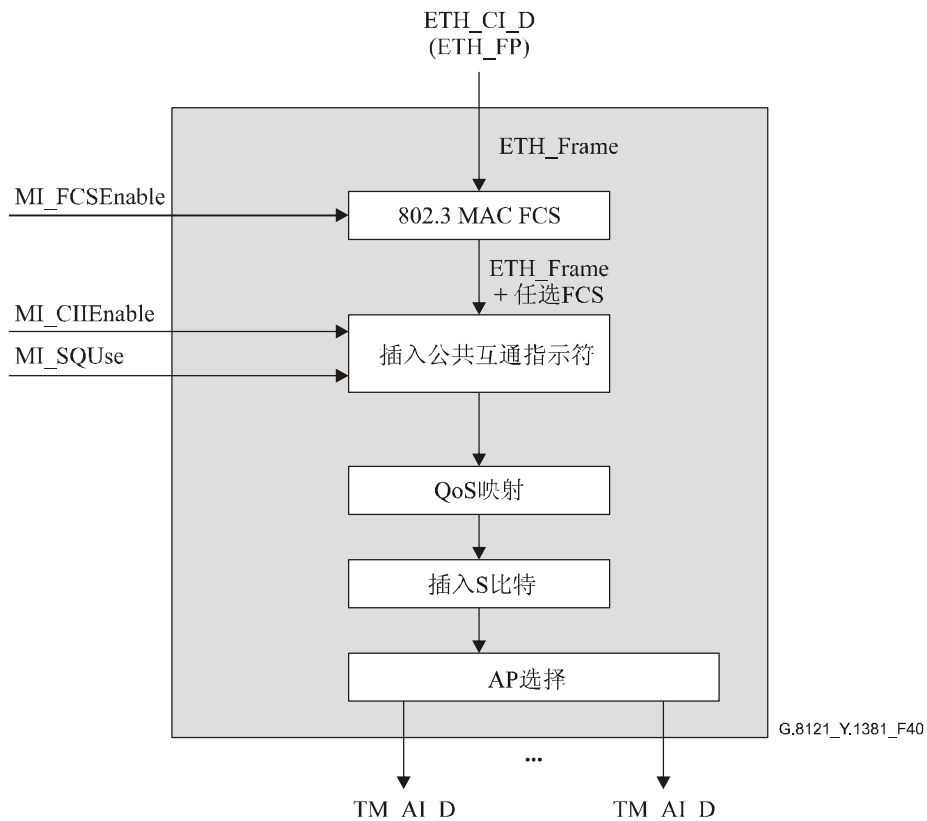 ETH_CI_D
(ETH_FP)
ETH_Frame
MI_FCSEnable
802.3 MAC FCS
ETH_Frame
+ 任选FCS
MI_CIIEnable
MI_SQUse
插入公共互通指示符
QoS映射
插入S比特
AP选择
G.8121_Y.1381_F40
...
TM_AI_D
TM_AI_D